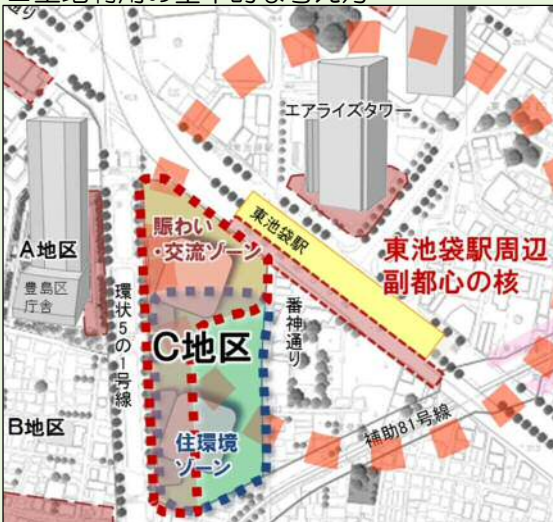 エアライズタワー
東池袋駅
賑わい
・交流ゾーン
東池袋駅周辺
副都心の核
A地区
豊島区
庁舎
環状5の1号線
番神通り
C地区
B地区
住環境
ゾーン
補助81号線